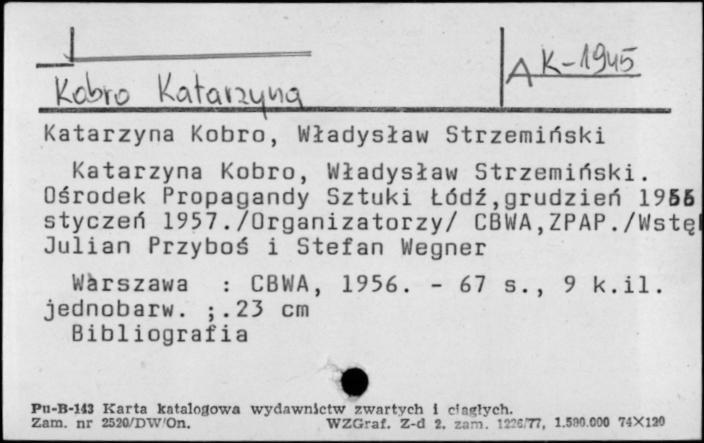 Kobro Katarzyna
A K-1945
Katarzyna Kobro, Władysław Strzemiński
Katarzyna Kobro, Władysław Strzemiński.
Ośrodek Propagandy Sztuki Łódź,grudzień 1956
styczeń 1957./Organizatorzy/ CBWA,ZPAP./Wstęp
Julian Przyboś i Stefan Wegner
Warszawa : CBWA, 1956. - 67 s., 9 k.il.
jednobarw. ;.23 cm
Bibliografia
Pu-B-143 Karta katalogowa wydawnictw zwartych i ciągłych.
Zam. nr 2520/DW/On. WZGraf. Z-d 2. zam. 1226/77, 1.500.000 74×120